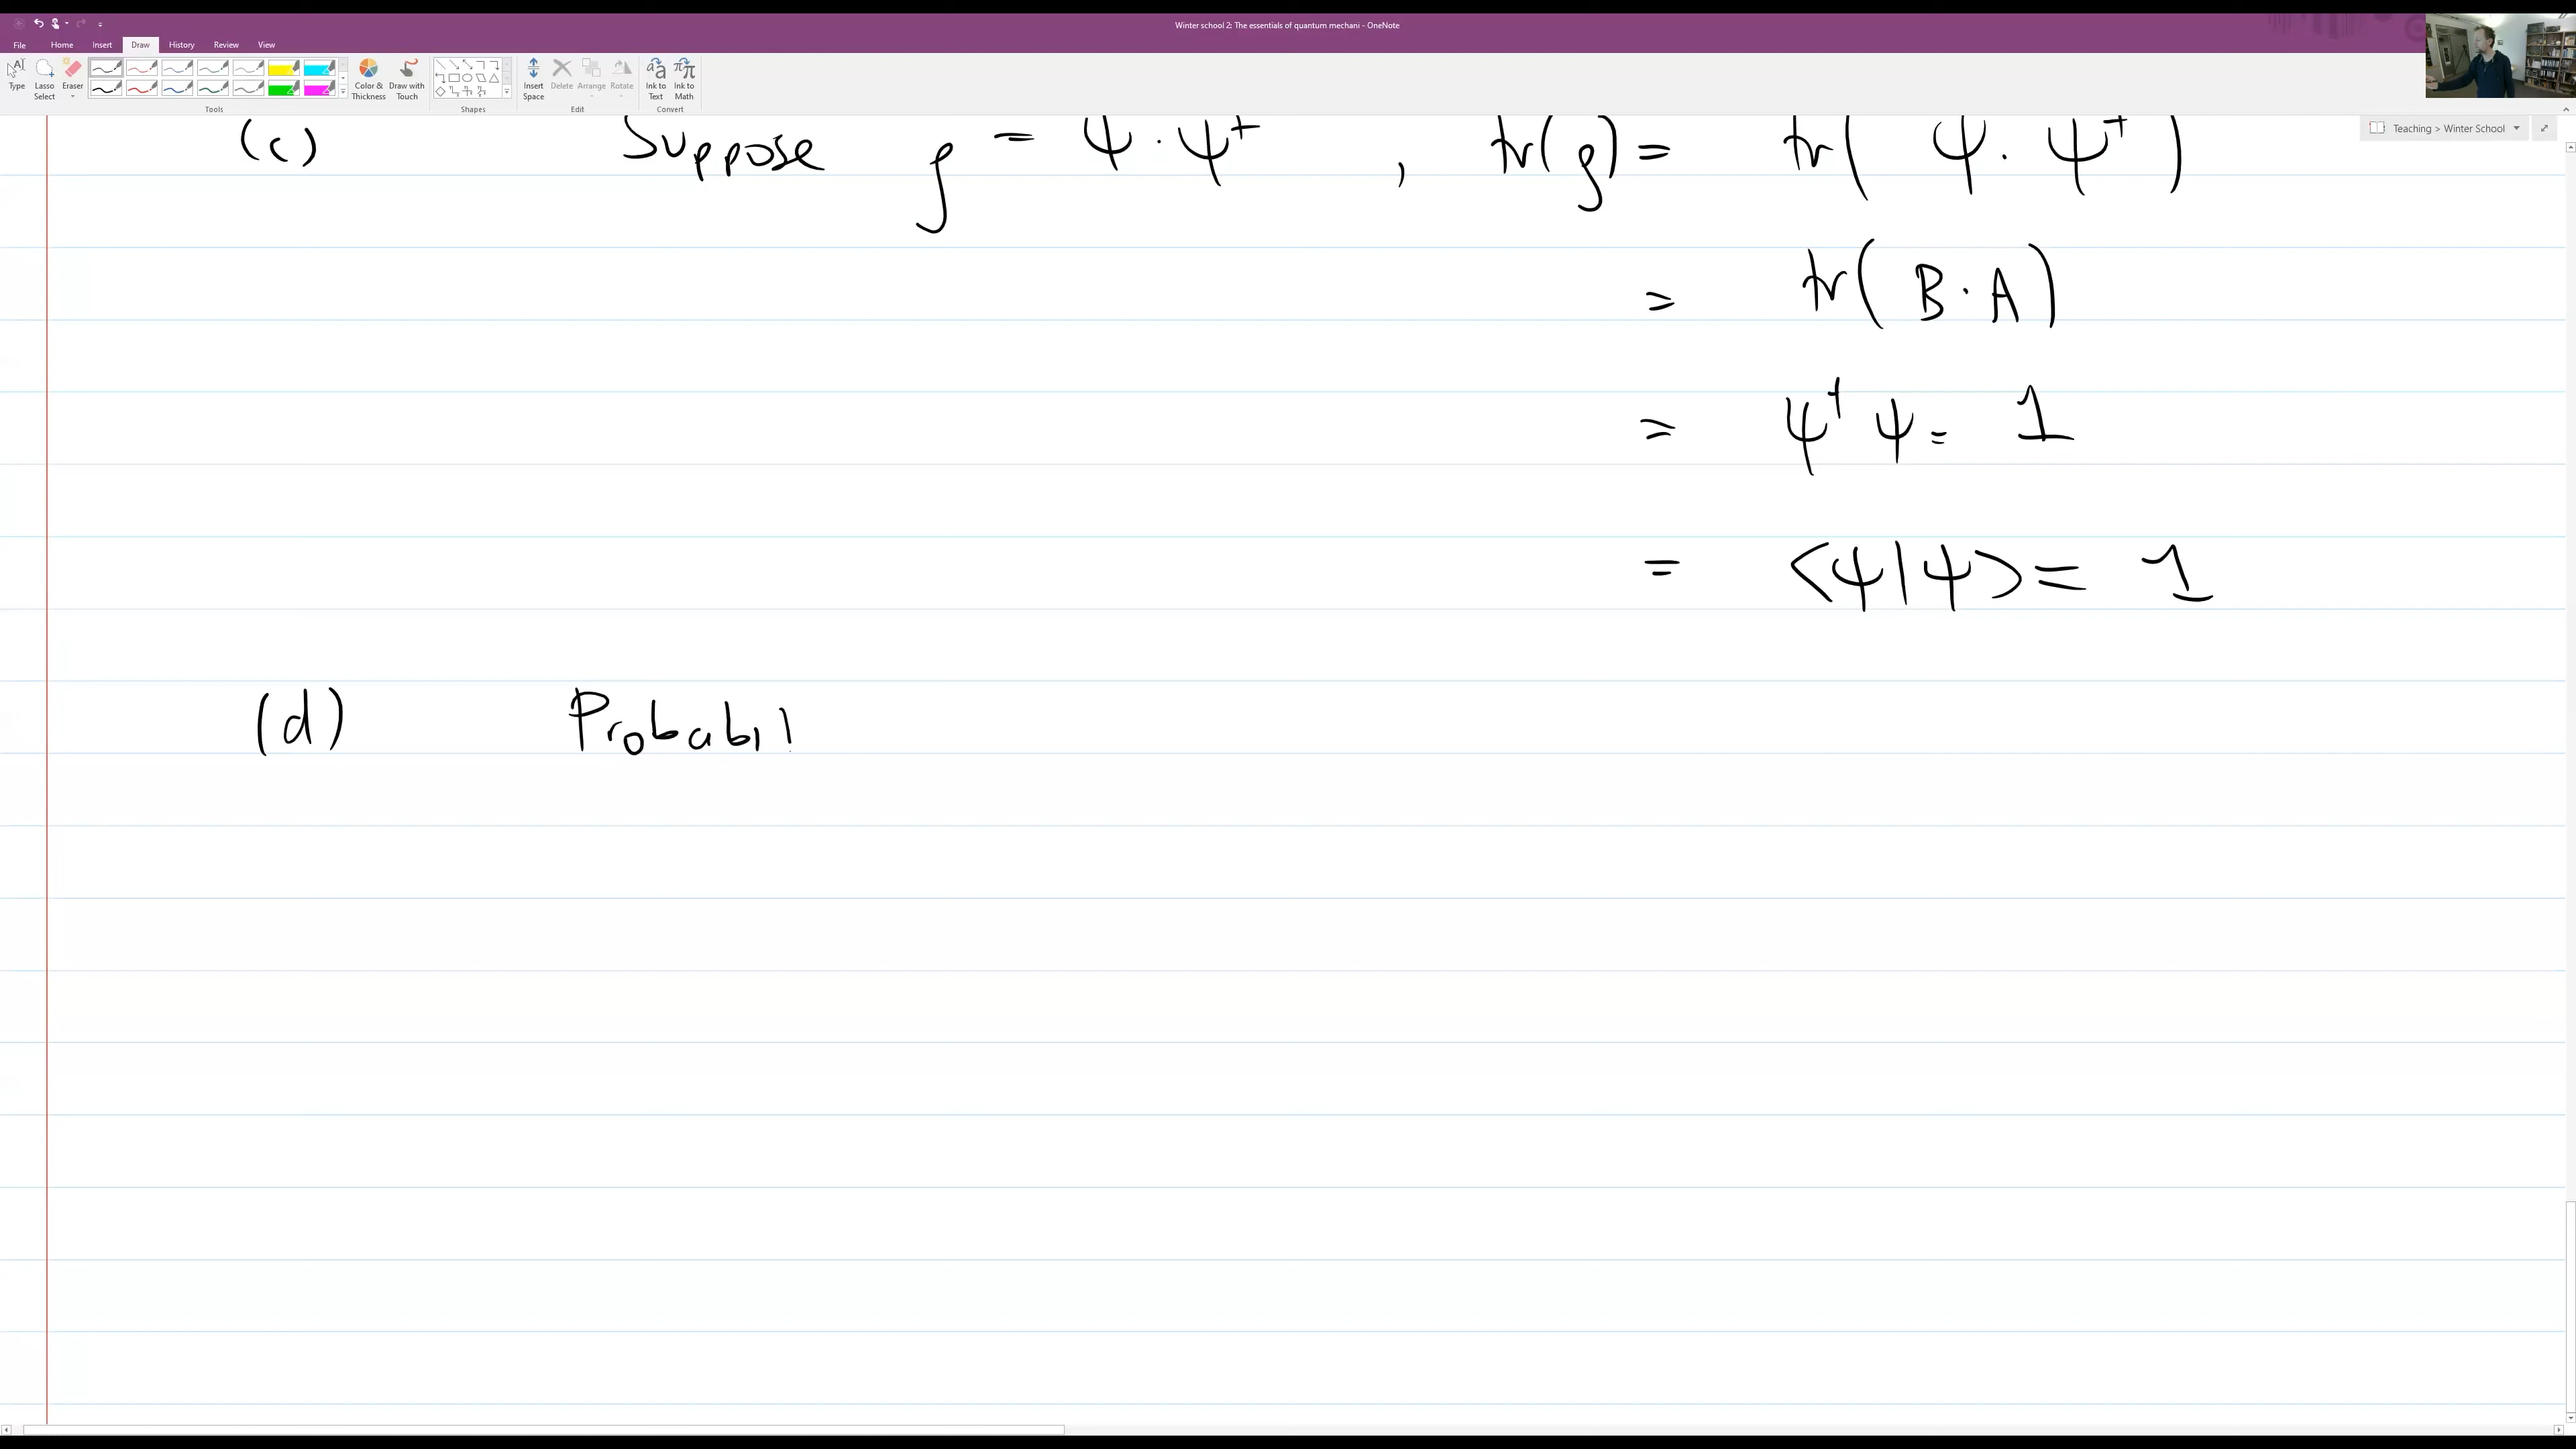 Winter school 2: The essentials of quantum mechani - OneNote
File Home Insert Draw History Review View
Type Lasso Select Eraser Color & Thickness Draw with Touch Insert Space Delete Arrange Rotate Ink to Text Ink to Math
Tools Shapes Edit Convert
Teaching > Winter School
(c) Suppose ρ = ψ · ψ† , tr(ρ) = tr( ψ · ψ† )
= tr( B · A )
= ψ† ψ = 1
= <ψ|ψ> = 1
(d) Probabil